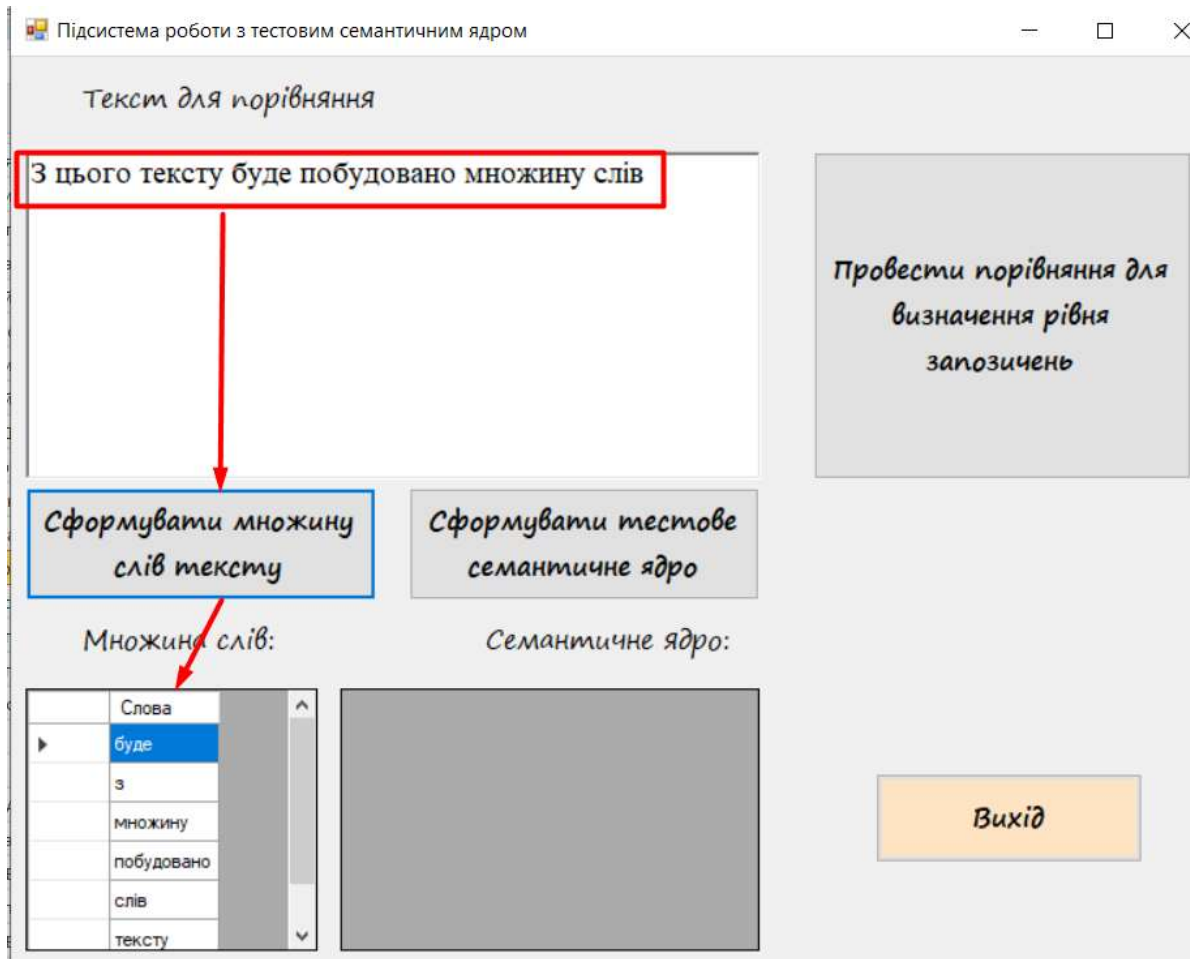 Підсистема роботи з тестовим семантичним ядром
Текст для порівняння
З цього тексту буде побудовано множину слів
Провести порівняння для
визначення рівня
запозичень
Сформувати множину
слів тексту
Сформувати тестове
семантичне ядро
Множина слів:
Семантичне ядро:
Слова
буде
з
множину
побудовано
слів
тексту
Вихід